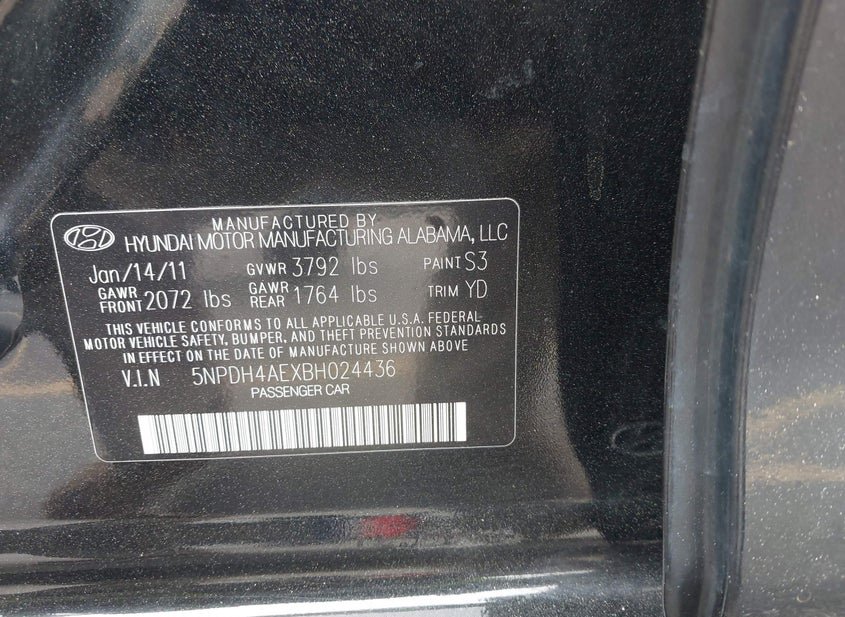 MANUFACTURED BY
HYUNDAI MOTOR MANUFACTURING ALABAMA, LLC
Jan/14/11 GVWR 3792 lbs PAINT S3
GAWR FRONT 2072 lbs GAWR REAR 1764 lbs TRIM YD
THIS VEHICLE CONFORMS TO ALL APPLICABLE U.S.A. FEDERAL
MOTOR VEHICLE SAFETY, BUMPER, AND THEFT PREVENTION STANDARDS
IN EFFECT ON THE DATE OF MANUFACTURE SHOWN ABOVE
V.I.N 5NPDH4AEXBH024436
PASSENGER CAR